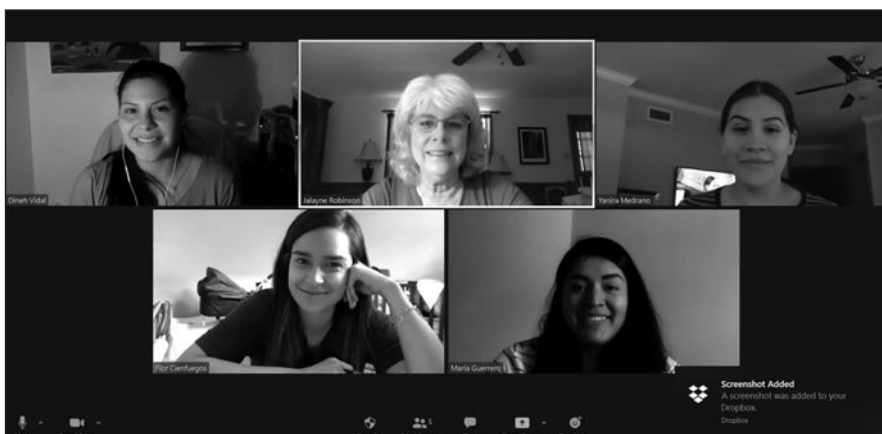 Dineh Vidal
Jalayne Robinson
Yanira Medrano
Flor Cienfuegos
Maria Guerrero
Screenshot Added
A screenshot was added to your
Dropbox.
Dropbox
5